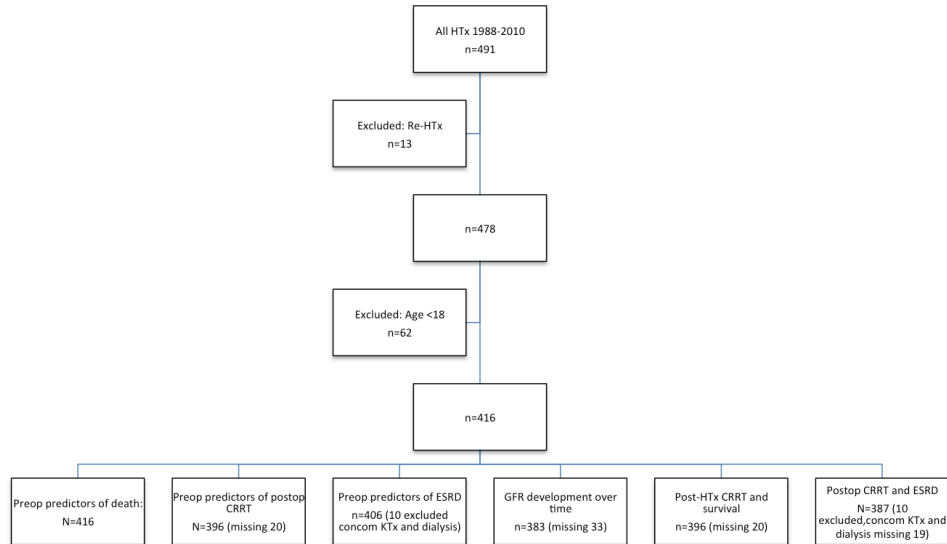 All HTx 1988-2010
n=491
Excluded: Re-HTx
n=13
n=478
Excluded: Age <18
n=62
n=416
Preop predictors of death:
N=416
Preop predictors of postop
CRRT
N=396 (missing 20)
Preop predictors of ESRD
n=406 (10 excluded
concom KTx and dialysis)
GFR development over
time
n=383 (missing 33)
Post-HTx CRRT and
survival
n=396 (missing 20)
Postop CRRT and ESRD
N=387 (10
excluded,concom KTx and
dialysis missing 19)